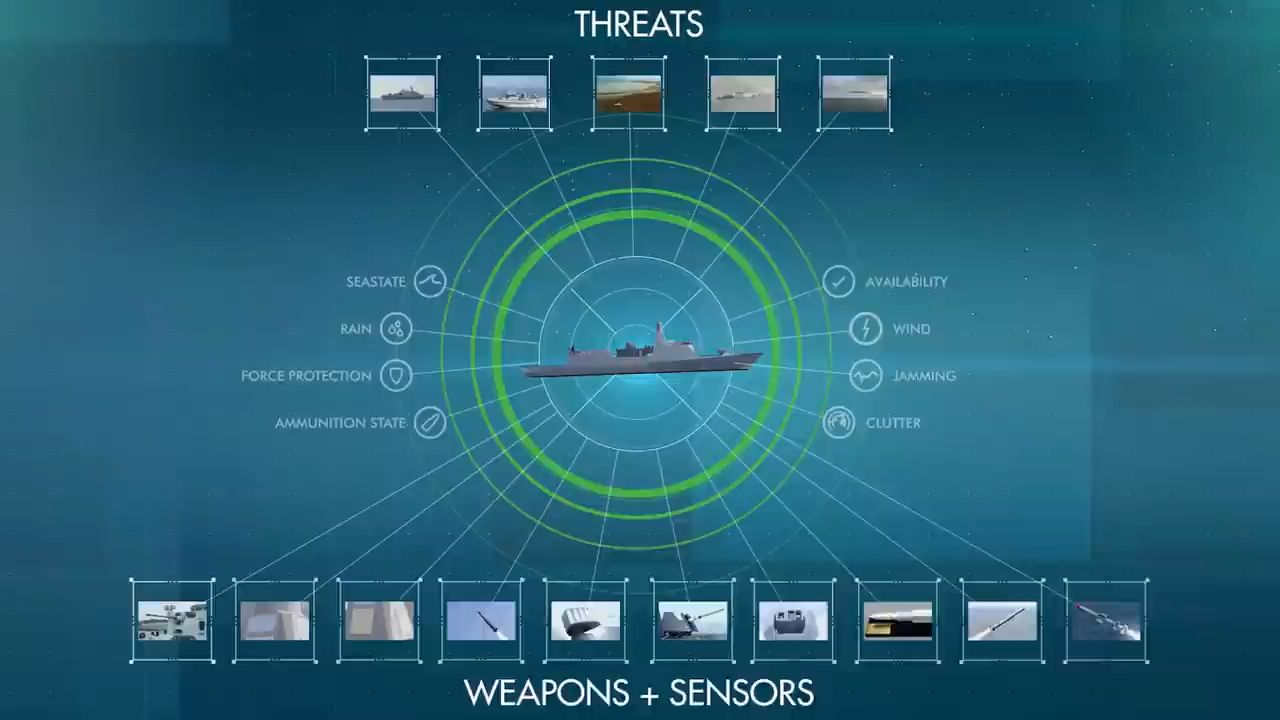 THREATS
SEASTATE
AVAILABILITY
RAIN
WIND
FORCE PROTECTION
JAMMING
AMMUNITION STATE
CLUTTER
WEAPONS + SENSORS